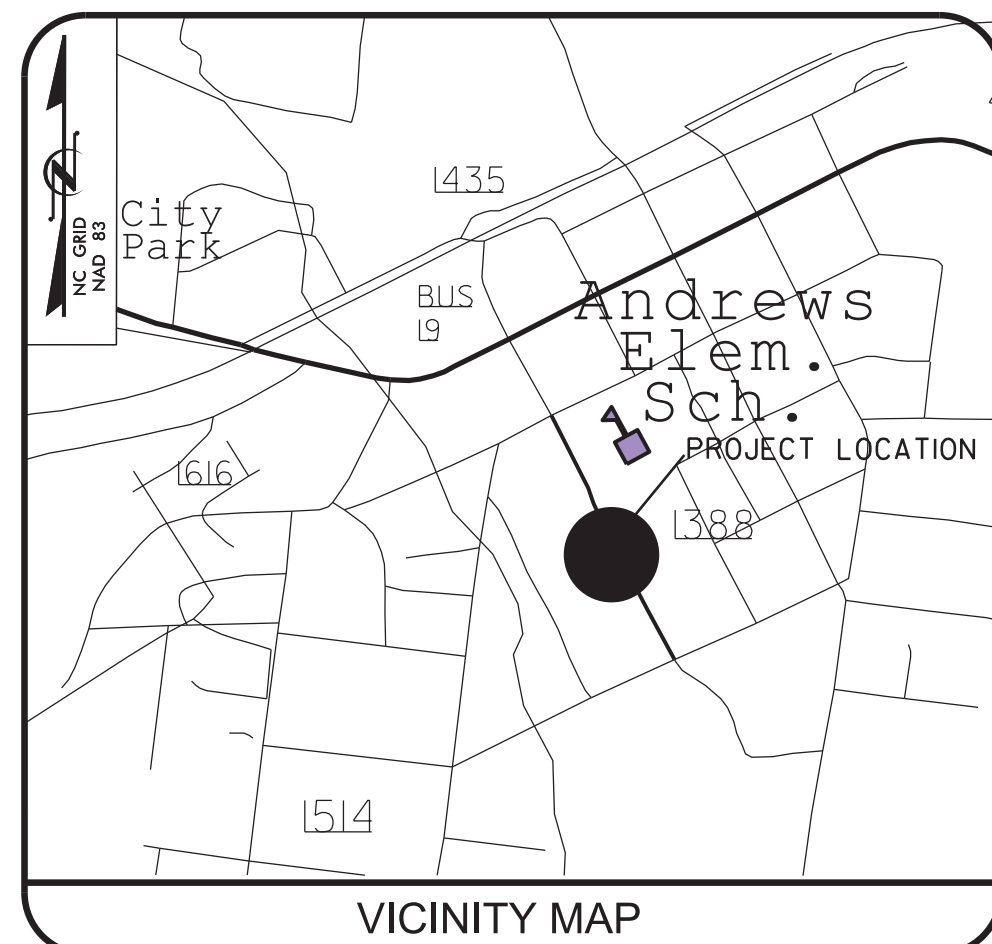 NC GRID
NAD 83
City
Park
1435
BUS
19
Andrews
Elem.
Sch.
PROJECT LOCATION
1616
1388
1514
VICINITY MAP